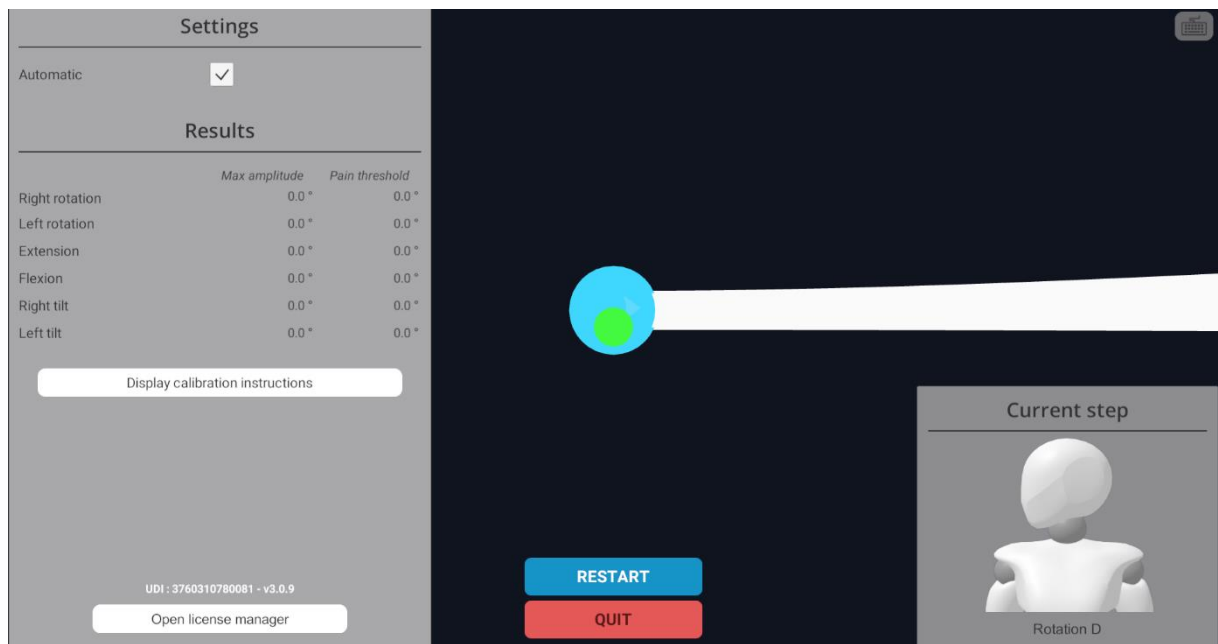 Settings
Automatic
Results
Max amplitude Pain threshold
Right rotation 0.0 ° 0.0 °
Left rotation 0.0 ° 0.0 °
Extension 0.0 ° 0.0 °
Flexion 0.0 ° 0.0 °
Right tilt 0.0 ° 0.0 °
Left tilt 0.0 ° 0.0 °
Display calibration instructions
UDI : 3760310780081 - v3.0.9
Open license manager
RESTART
QUIT
Current step
Rotation D